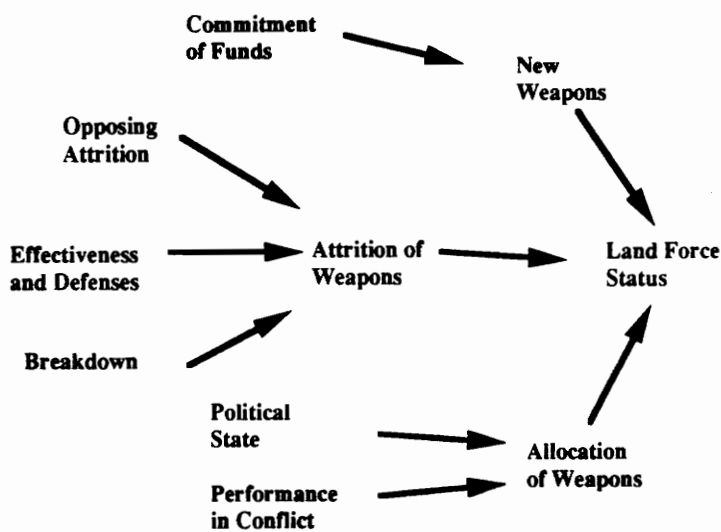 Commitment
of Funds
New
Weapons
Opposing
Attrition
Effectiveness
and Defenses
Attrition of
Weapons
Land Force
Status
Breakdown
Political
State
Allocation
of Weapons
Performance
in Conflict